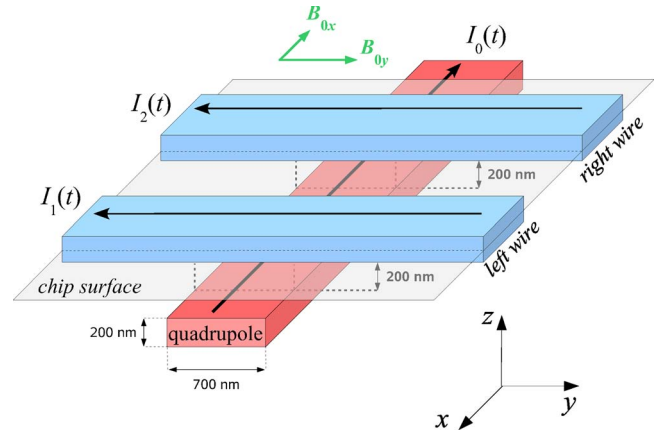 B₀ₓ
B₀ᵧ
I₀(t)
I₂(t)
200 nm
right wire
I₁(t)
left wire
200 nm
chip surface
200 nm
quadrupole
700 nm
z
y
x